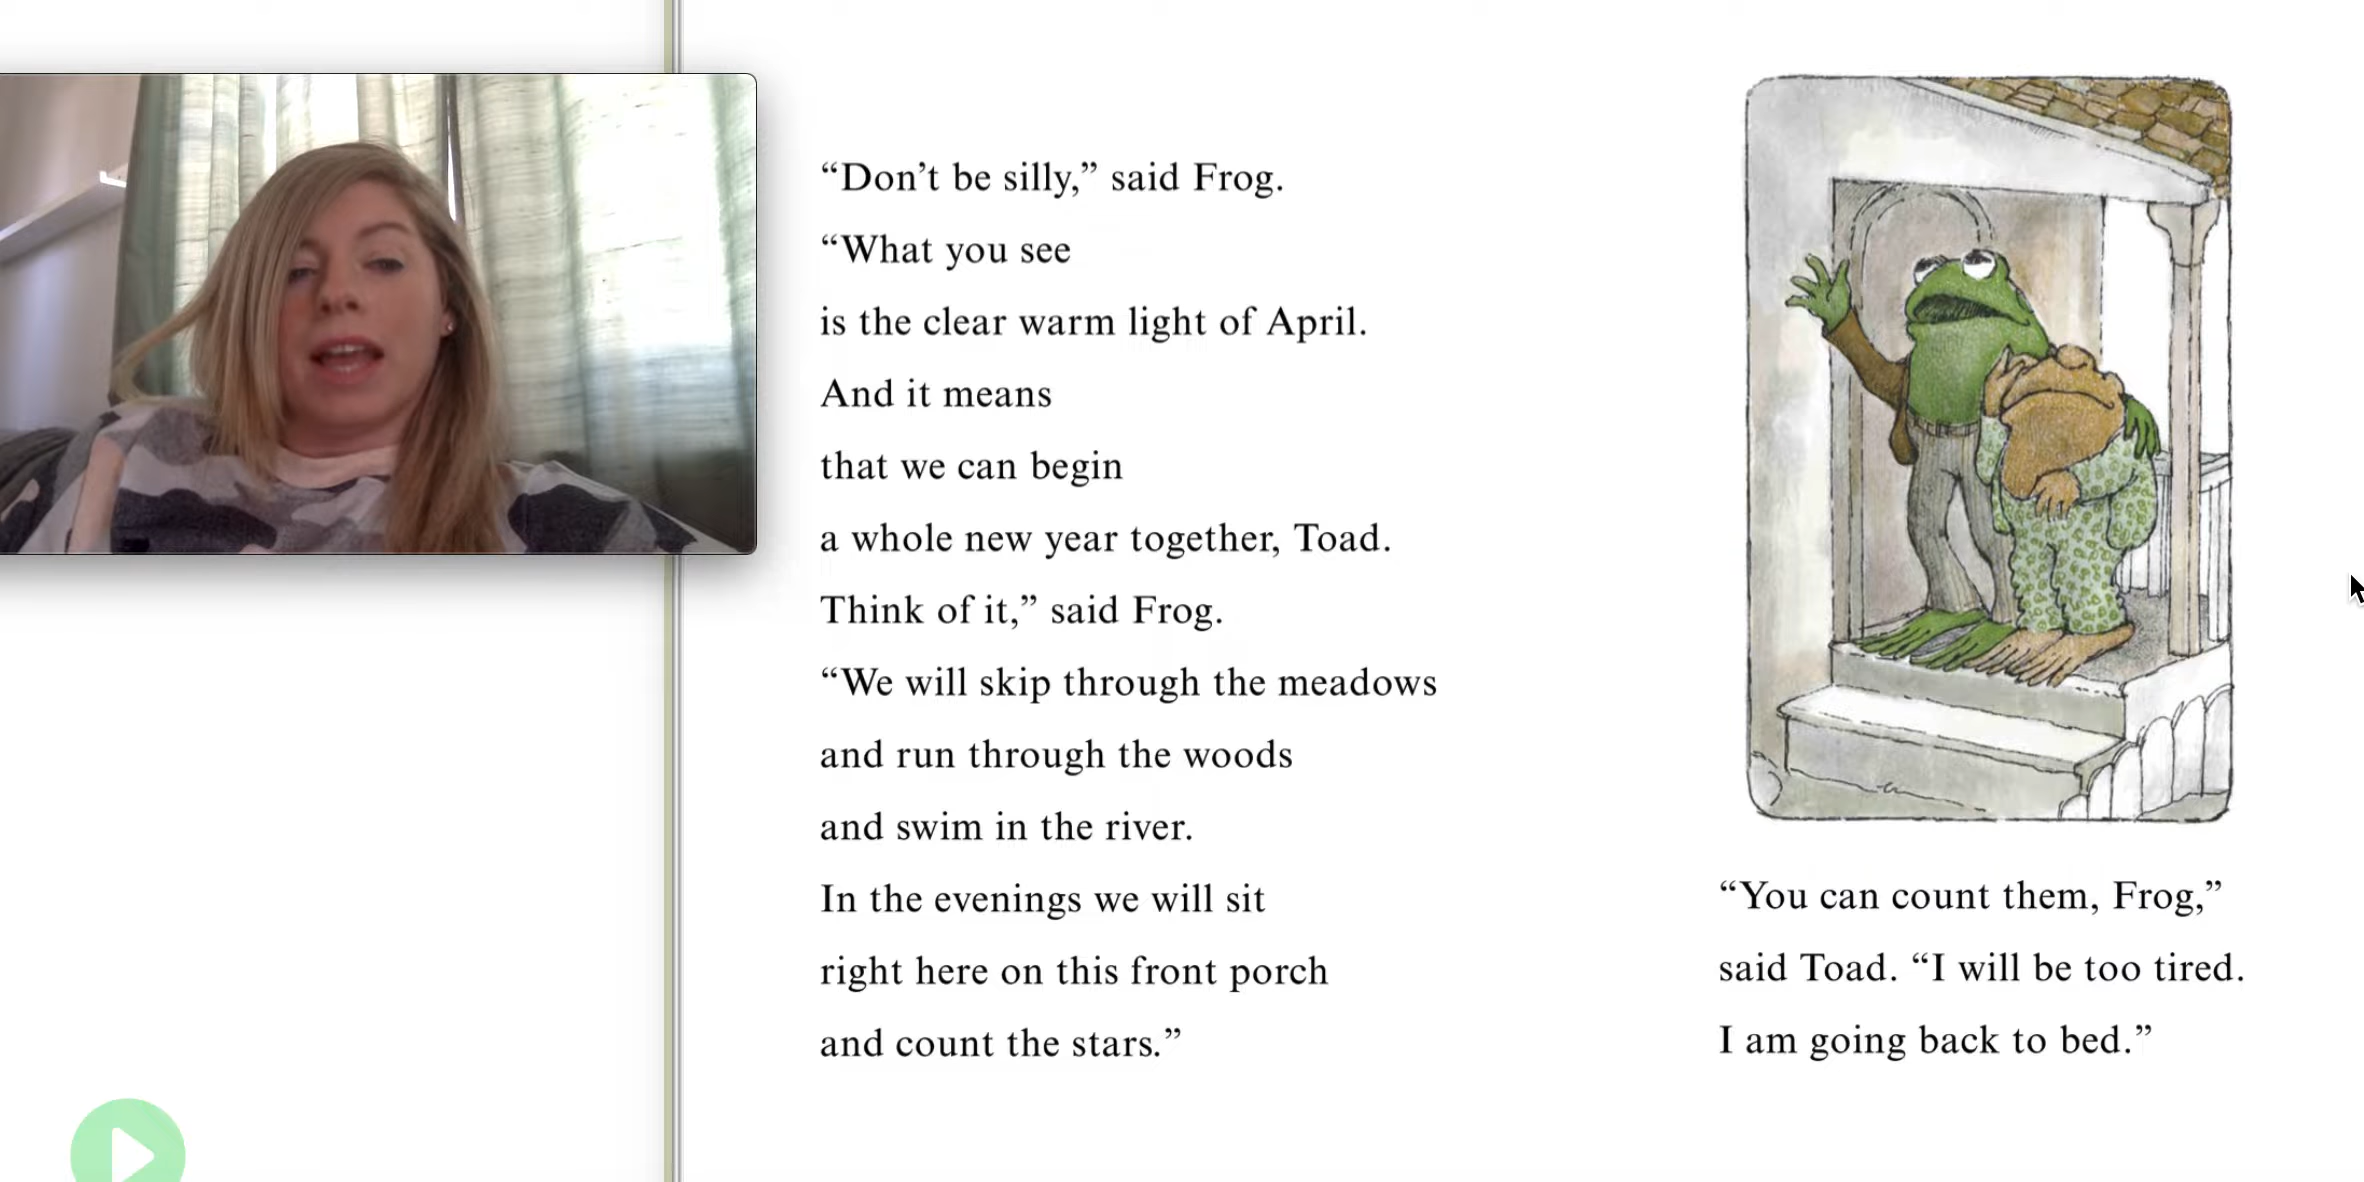 “Don’t be silly,” said Frog.
“What you see
is the clear warm light of April.
And it means
that we can begin
a whole new year together, Toad.
Think of it,” said Frog.
“We will skip through the meadows
and run through the woods
and swim in the river.
In the evenings we will sit
right here on this front porch
and count the stars.”
“You can count them, Frog,”
said Toad. “I will be too tired.
I am going back to bed.”